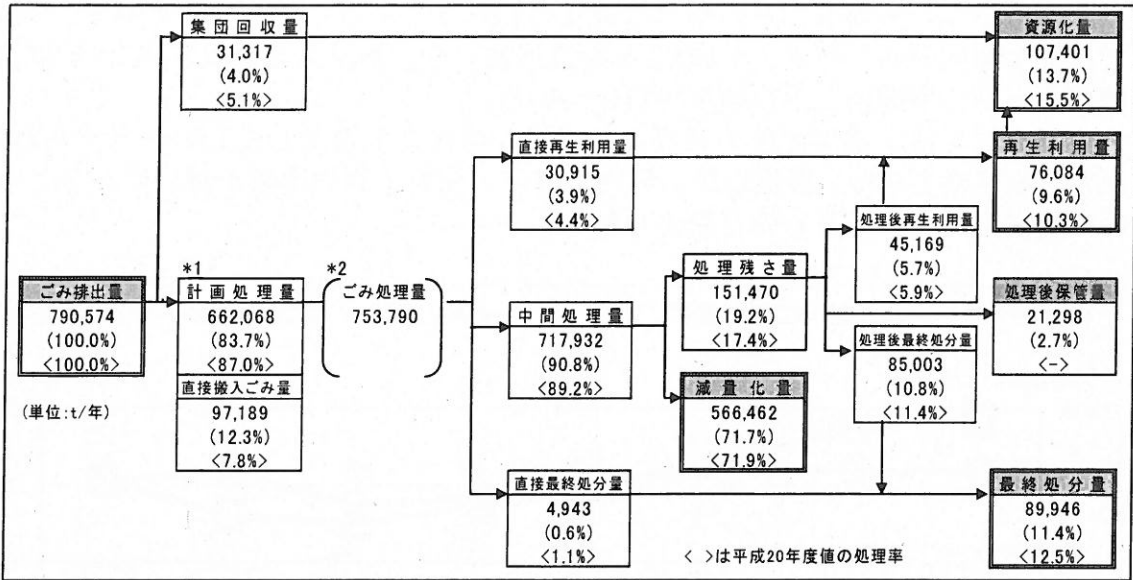 集団回収量
31,317
(4.0%)
<5.1%>
資源化量
107,401
(13.7%)
<15.5%>
直接再生利用量
30,915
(3.9%)
<4.4%>
再生利用量
76,084
(9.6%)
<10.3%>
処理後再生利用量
45,169
(5.7%)
<5.9%>
*1
*2
ごみ排出量
790,574
(100.0%)
<100.0%>
計画処理量
662,068
(83.7%)
<87.0%>
直接搬入ごみ量
97,189
(12.3%)
<7.8%>
ごみ処理量
753,790
中間処理量
717,932
(90.8%)
<89.2%>
処理残さ量
151,470
(19.2%)
<17.4%>
減量化量
566,462
(71.7%)
<71.9%>
処理後保管量
21,298
(2.7%)
<->
処理後最終処分量
85,003
(10.8%)
<11.4%>
(単位:t/年)
直接最終処分量
4,943
(0.6%)
<1.1%>
最終処分量
89,946
(11.4%)
<12.5%>
< >は平成20年度値の処理率